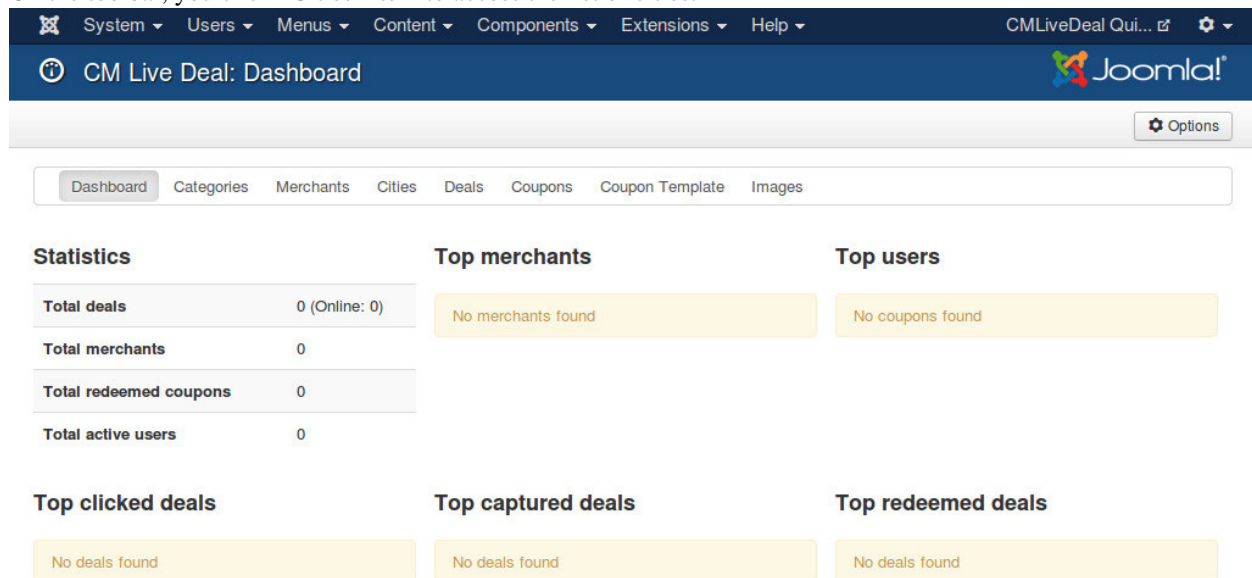 System Users Menus Content Components Extensions Help CMLiveDeal Qui...
CM Live Deal: Dashboard Joomla!
Options
Dashboard Categories Merchants Cities Deals Coupons Coupon Template Images
Statistics
Total deals 0 (Online: 0)
Total merchants 0
Total redeemed coupons 0
Total active users 0
Top merchants
No merchants found
Top users
No coupons found
Top clicked deals
No deals found
Top captured deals
No deals found
Top redeemed deals
No deals found